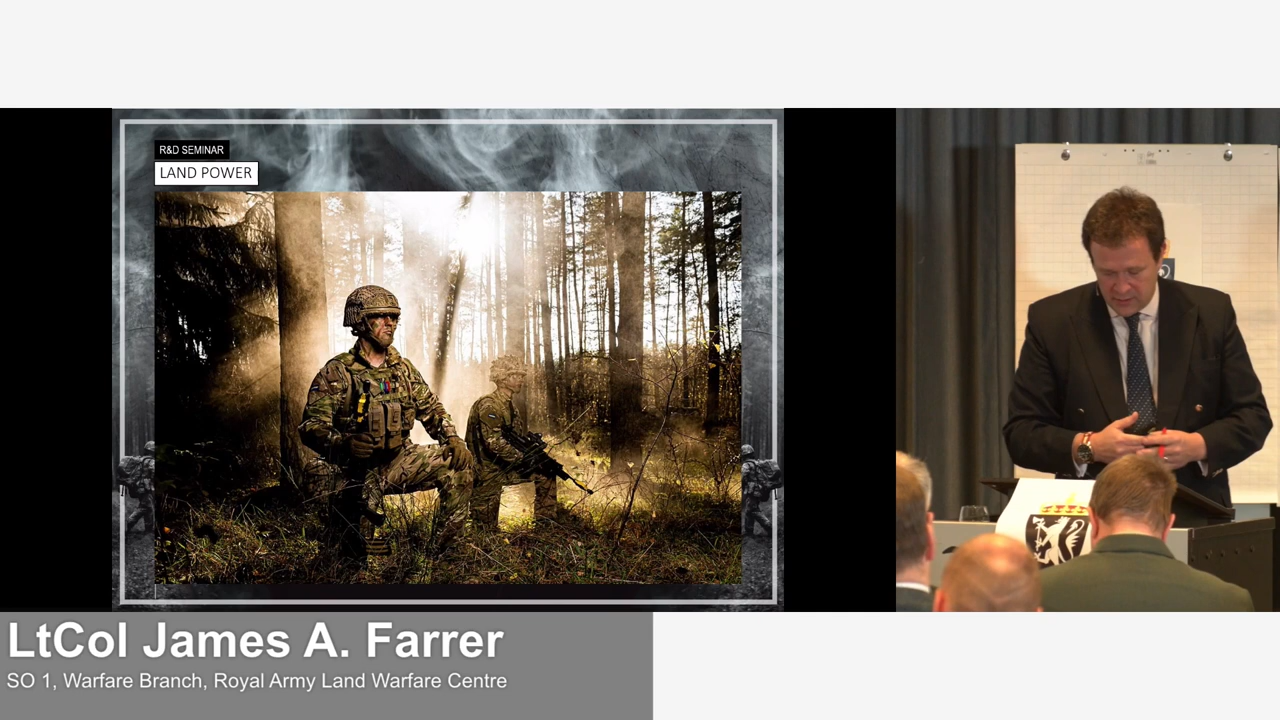 R&D SEMINAR
LAND POWER
LtCol James A. Farrer
SO 1, Warfare Branch, Royal Army Land Warfare Centre